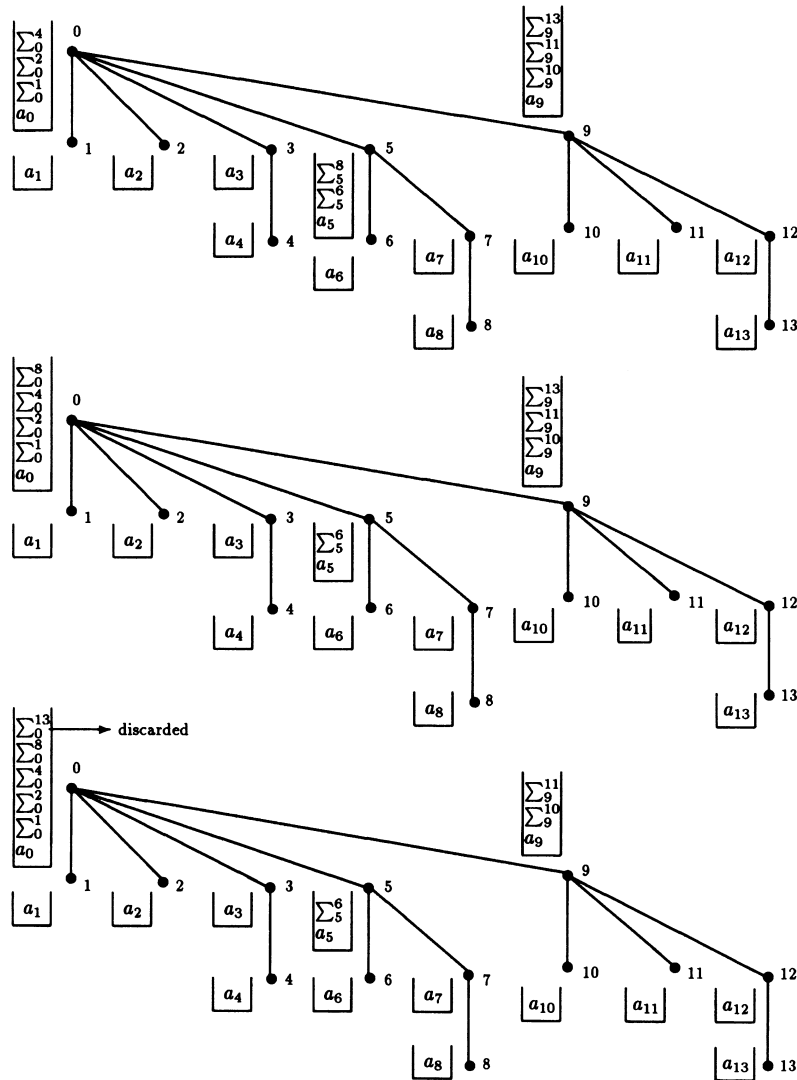 ∑₀⁴
∑₀²
∑₀¹
a₀
0
∑₉¹³
∑₉¹¹
∑₉¹⁰
a₉
9
1
2
3
5
a₁
a₂
a₃
∑₅⁸
∑₅⁶
a₅
a₄
4
6
a₆
a₇
7
a₁₀
10
a₁₁
11
a₁₂
12
a₈
8
a₁₃
13
∑₀⁸
∑₀⁴
∑₀²
∑₀¹
a₀
0
∑₉¹³
∑₉¹¹
∑₉¹⁰
a₉
9
1
2
3
5
a₁
a₂
a₃
∑₅⁶
a₅
a₄
4
a₆
6
a₇
7
a₁₀
10
a₁₁
11
a₁₂
12
a₈
8
a₁₃
13
∑₀¹³ discarded
∑₀⁸
∑₀⁴
∑₀²
∑₀¹
a₀
0
∑₉¹¹
∑₉¹⁰
a₉
9
1
2
3
5
a₁
a₂
a₃
∑₅⁶
a₅
a₄
4
a₆
6
a₇
7
a₁₀
10
a₁₁
11
a₁₂
12
a₈
8
a₁₃
13